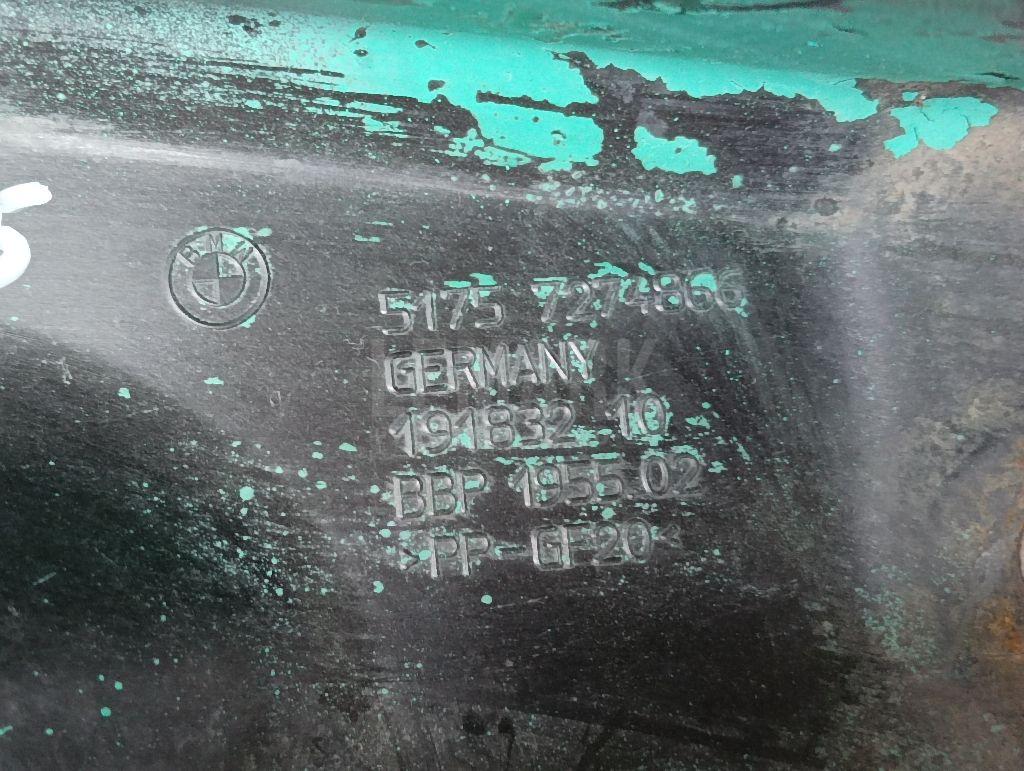 BMW
5175 7274866
GERMANY
191832 10
BBP 1955.02
>PP-GF20<